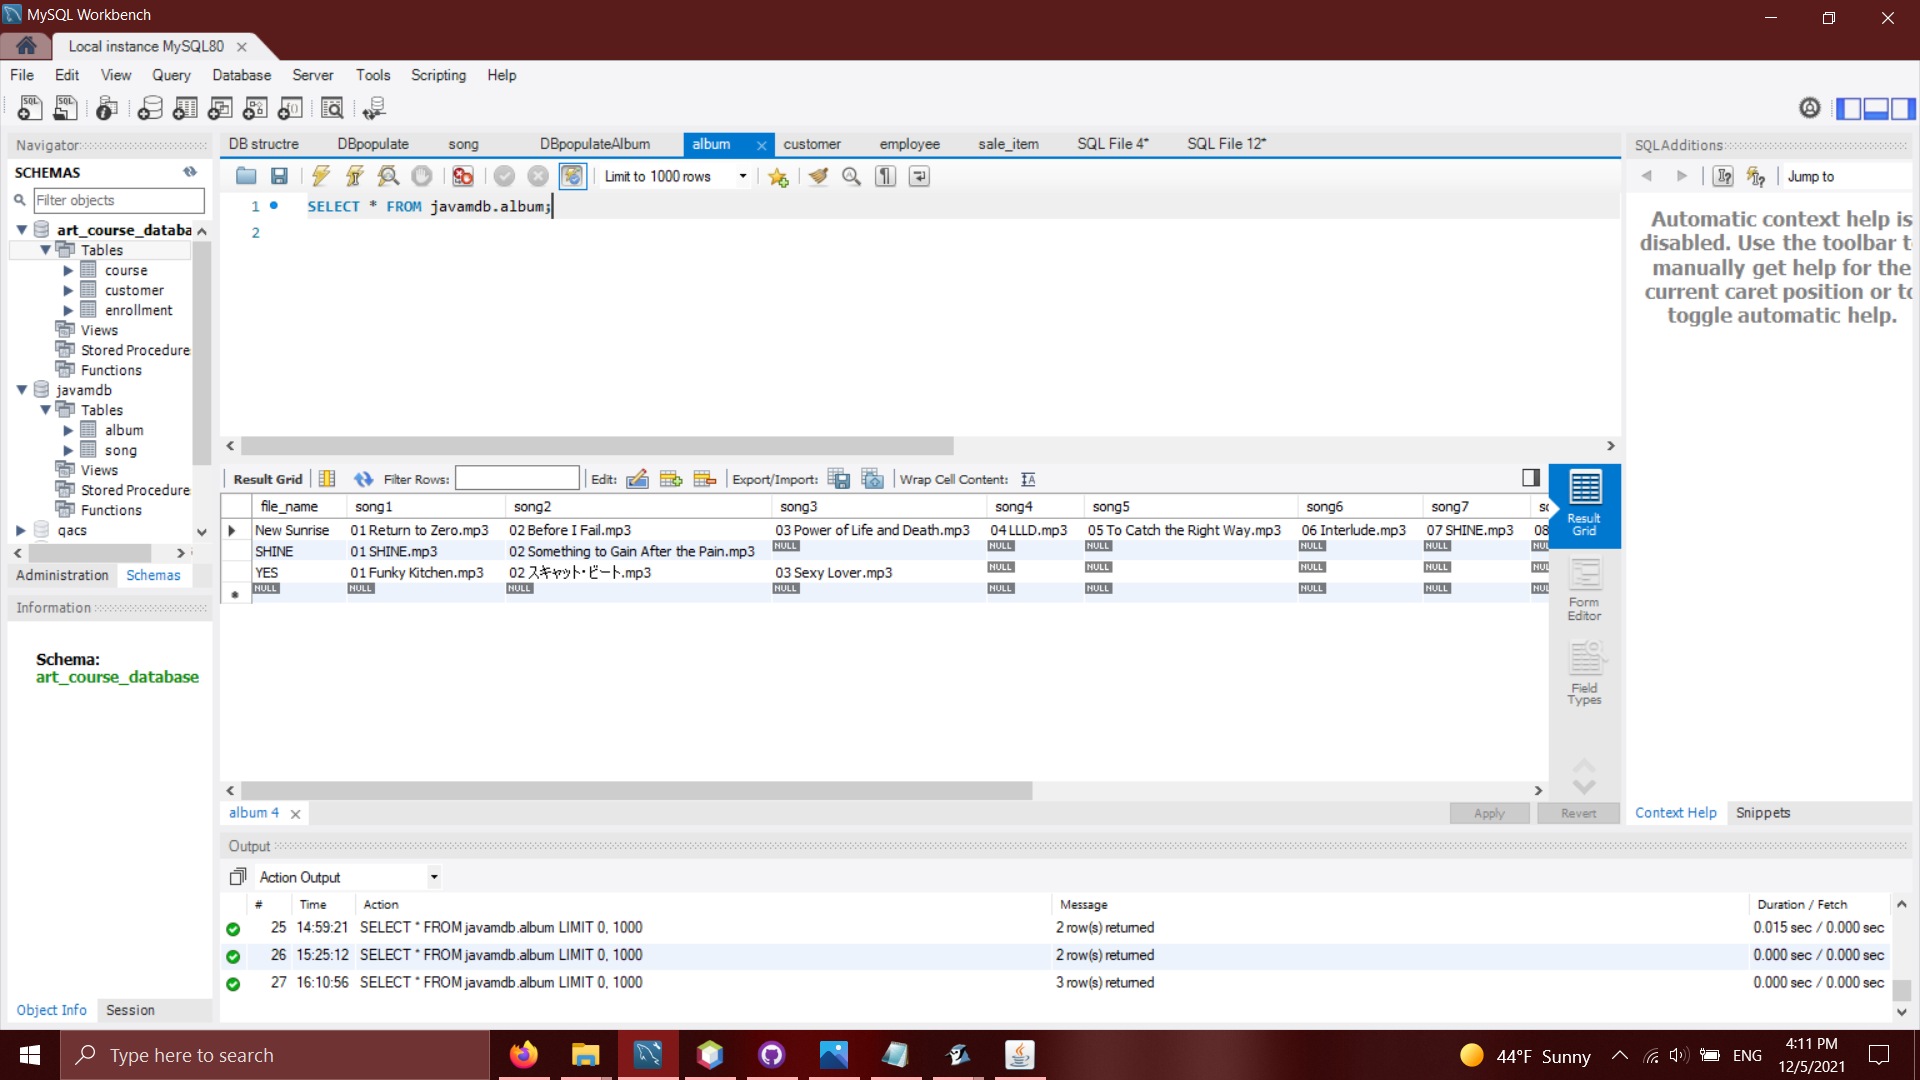 MySQL Workbench
Local instance MySQL80
File Edit View Query Database Server Tools Scripting Help
Navigator
SCHEMAS
Filter objects
art_course_databa
Tables
course
customer
enrollment
Views
Stored Procedure
Functions
javamdb
Tables
album
song
Views
Stored Procedure
Functions
qacs
Administration Schemas
Information
Schema:
art_course_database
Object Info Session
DB structre DBpopulate song DBpopulateAlbum album customer employee sale_item SQL File 4* SQL File 12*
Limit to 1000 rows
1 SELECT * FROM javamdb.album;
2
Result Grid Filter Rows: Edit: Export/Import: Wrap Cell Content:
file_name song1 song2 song3 song4 song5 song6 song7 so
New Sunrise 01 Return to Zero.mp3 02 Before I Fail.mp3 03 Power of Life and Death.mp3 04 LLLD.mp3 05 To Catch the Right Way.mp3 06 Interlude.mp3 07 SHINE.mp3 08
SHINE 01 SHINE.mp3 02 Something to Gain After the Pain.mp3 NULL NULL NULL NULL NULL NU
YES 01 Funky Kitchen.mp3 02 スキャット・ビート.mp3 03 Sexy Lover.mp3 NULL NULL NULL NULL NU
NULL NULL NULL NULL NULL NULL NULL NULL NU
Result
Grid
Form
Editor
Field
Types
album 4
Apply Revert
SQLAdditions
Jump to
Automatic context help is
disabled. Use the toolbar t
manually get help for the
current caret position or to
toggle automatic help.
Context Help Snippets
Output
Action Output
# Time Action Message Duration / Fetch
25 14:59:21 SELECT * FROM javamdb.album LIMIT 0, 1000 2 row(s) returned 0.015 sec / 0.000 sec
26 15:25:12 SELECT * FROM javamdb.album LIMIT 0, 1000 2 row(s) returned 0.000 sec / 0.000 sec
27 16:10:56 SELECT * FROM javamdb.album LIMIT 0, 1000 3 row(s) returned 0.000 sec / 0.000 sec
Type here to search
44°F Sunny
ENG
4:11 PM
12/5/2021